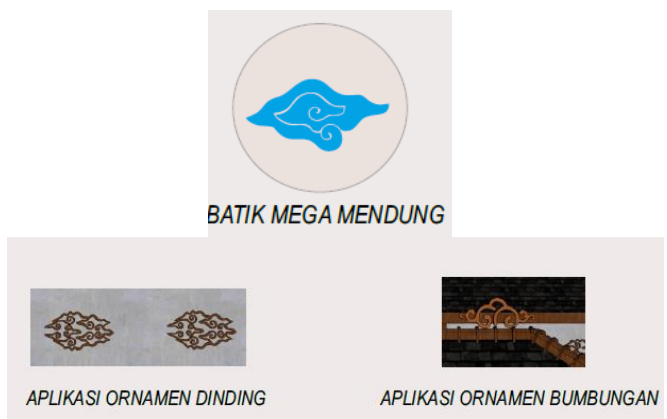 BATIK MEGA MENDUNG
APLIKASI ORNAMEN DINDING
APLIKASI ORNAMEN BUMBUNGAN